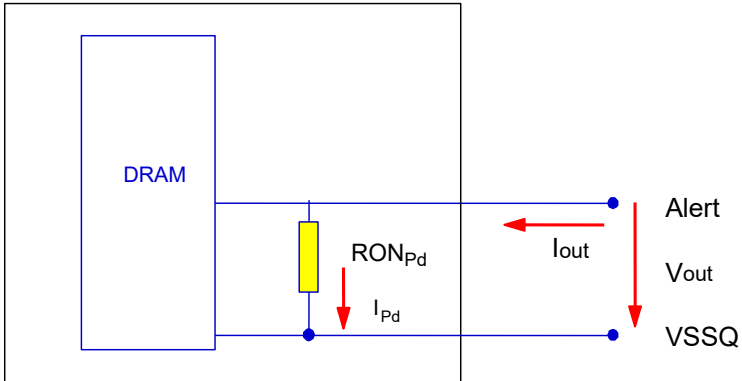 DRAM
Alert
RONPd
Iout
Vout
IPd
VSSQ